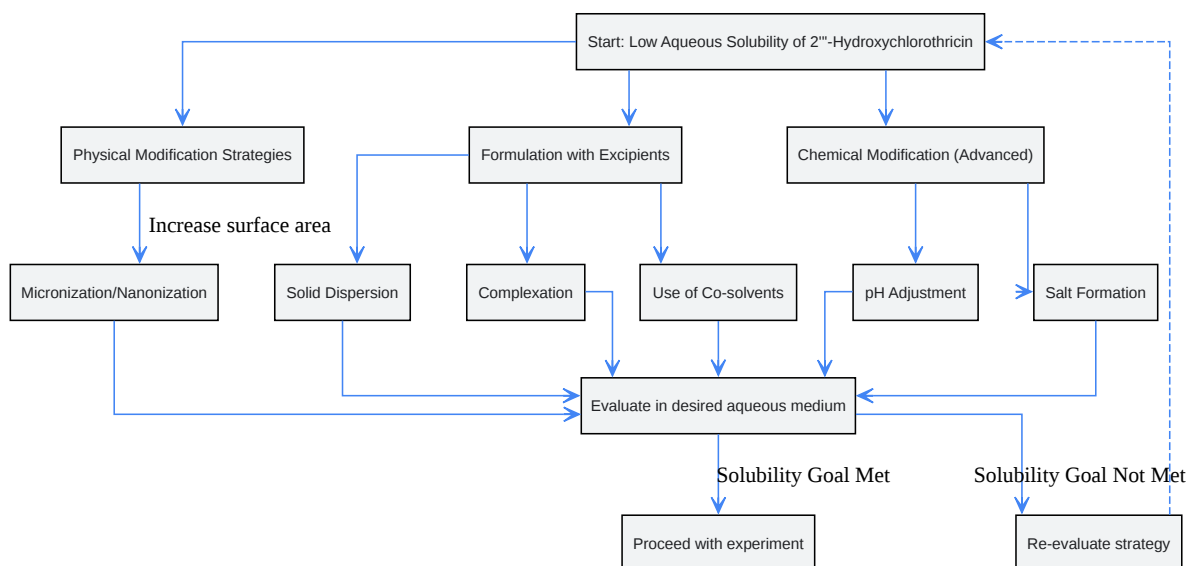 Start: Low Aqueous Solubility of 2'''-Hydroxychlorothricin
Physical Modification Strategies
Formulation with Excipients
Chemical Modification (Advanced)
Increase surface area
Micronization/Nanonization
Solid Dispersion
Complexation
Use of Co-solvents
pH Adjustment
Salt Formation
Evaluate in desired aqueous medium
Solubility Goal Met
Solubility Goal Not Met
Proceed with experiment
Re-evaluate strategy